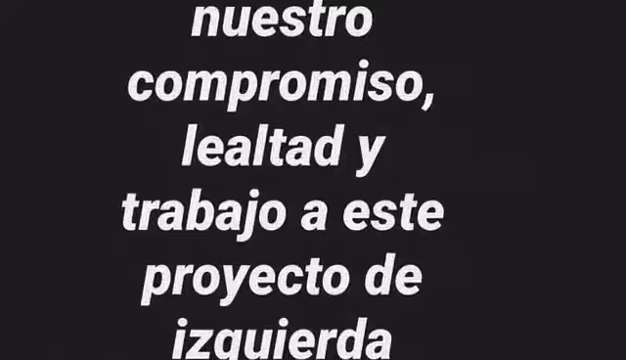 nuestro
compromiso,
lealtad y
trabajo a este
proyecto de
izquierda